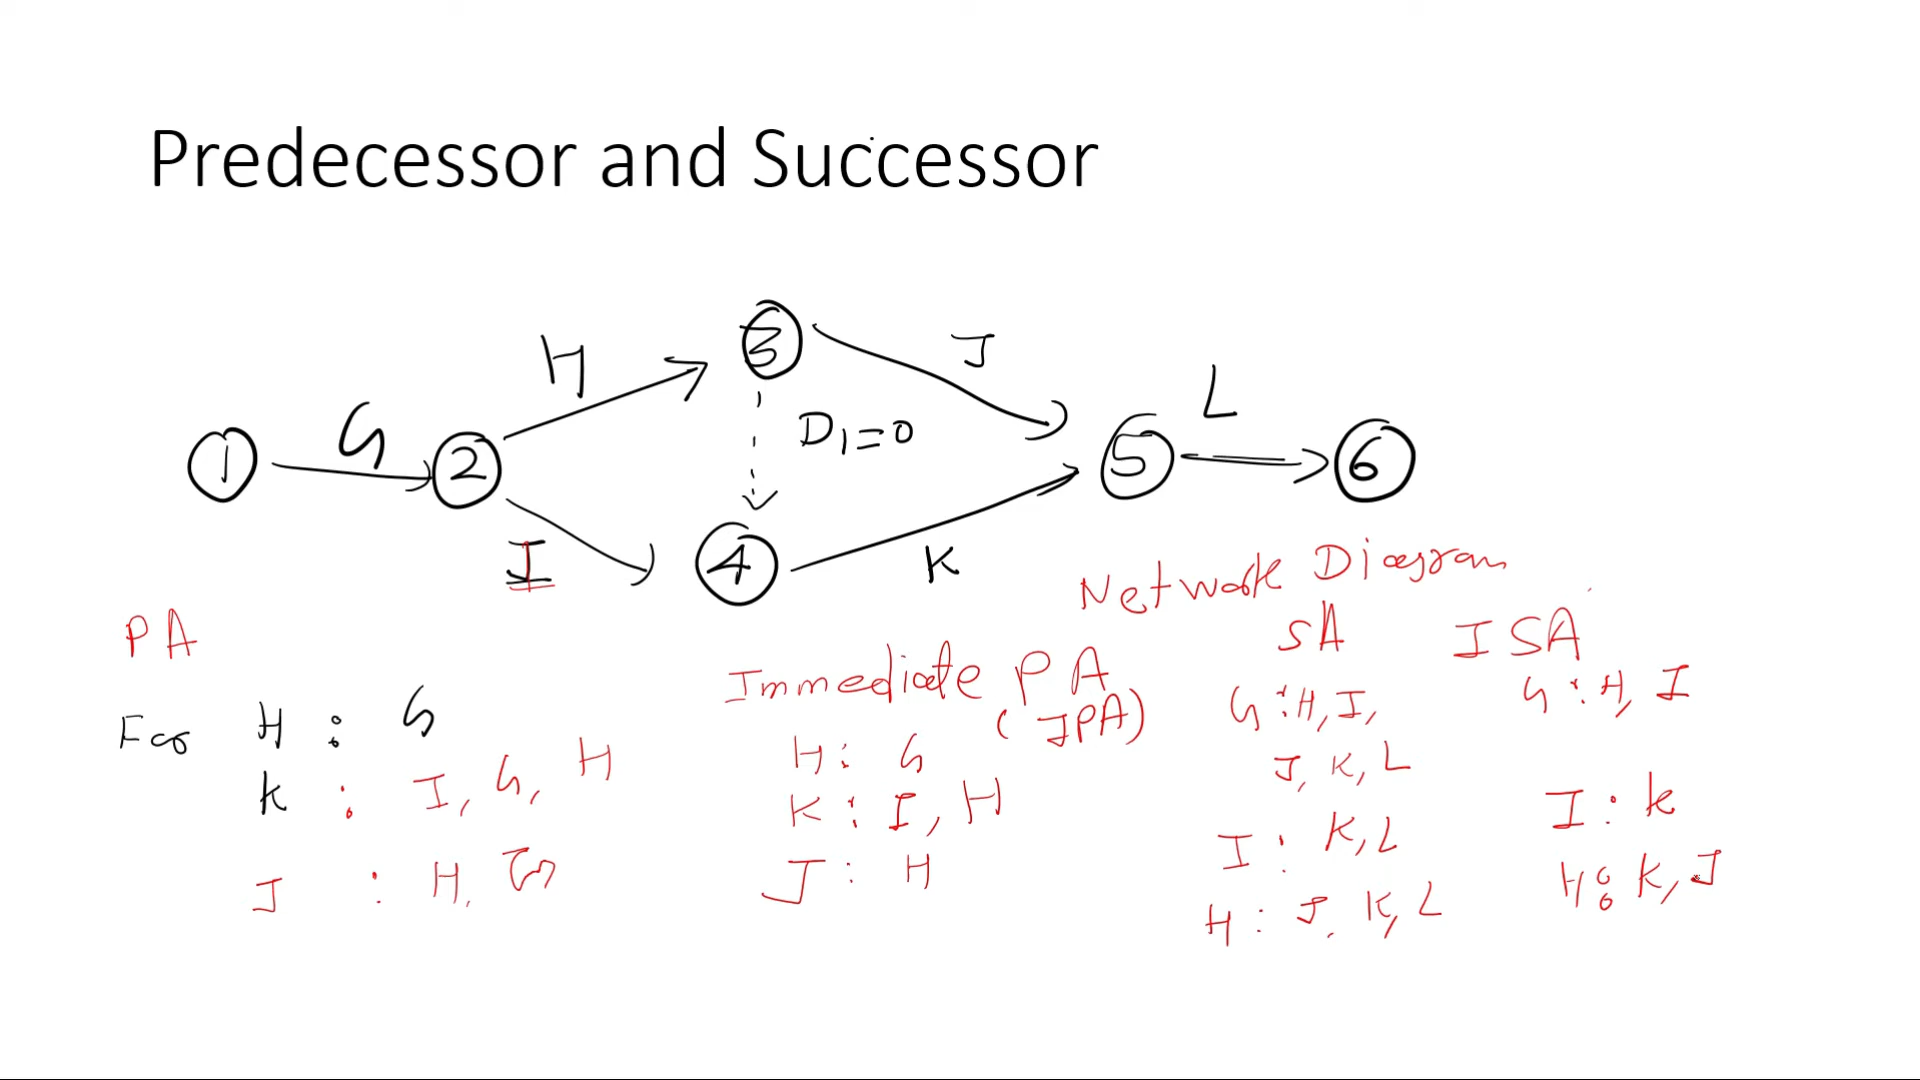 Predecessor and Successor
H
3
J
1
G
2
D1=0
L
5
6
I
4
K
Network Diagram
PA
For H : G
K : I, G, H
J : H, G
Immediate PA
(IPA)
H: G
K : I, H
J : H
SA
G : H, I,
J, K, L
I : K, L
H : J, K, L
ISA
G : H, I
I : K
H : K, J